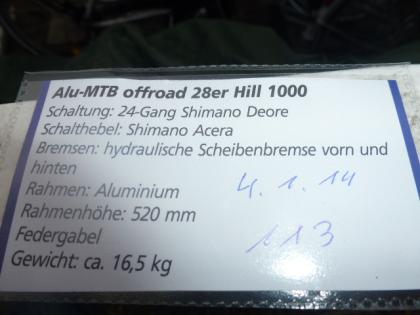 Alu-MTB offroad 28er Hill 1000
Schaltung: 24-Gang Shimano Deore
Schalthebel: Shimano Acera
Bremsen: hydraulische Scheibenbremse vorn und
hinten
Rahmen: Aluminium
4.1.14
Rahmenhöhe: 520 mm
Federgabel
113
Gewicht: ca. 16,5 kg